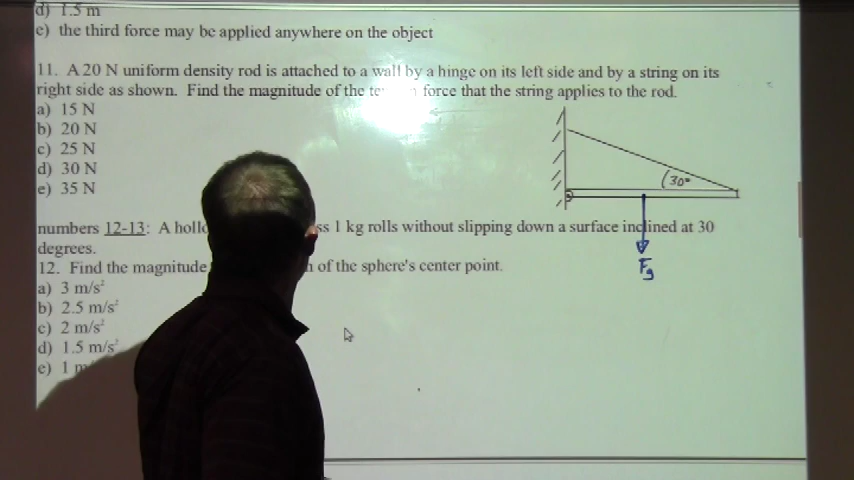 d) 1.5 m
e) the third force may be applied anywhere on the object
11. A 20 N uniform density rod is attached to a wall by a hinge on its left side and by a string on its
right side as shown. Find the magnitude of the force that the string applies to the rod.
a) 15 N
b) 20 N
c) 25 N
d) 30 N
e) 35 N
30°
numbers 12-13: A 1 kg rolls without slipping down a surface inclined at 30
degrees.
Fg
12. Find the magnitude of the sphere's center point.
a) 3 m/s²
b) 2.5 m/s²
c) 2 m/s²
d) 1.5 m/s²
e) 1